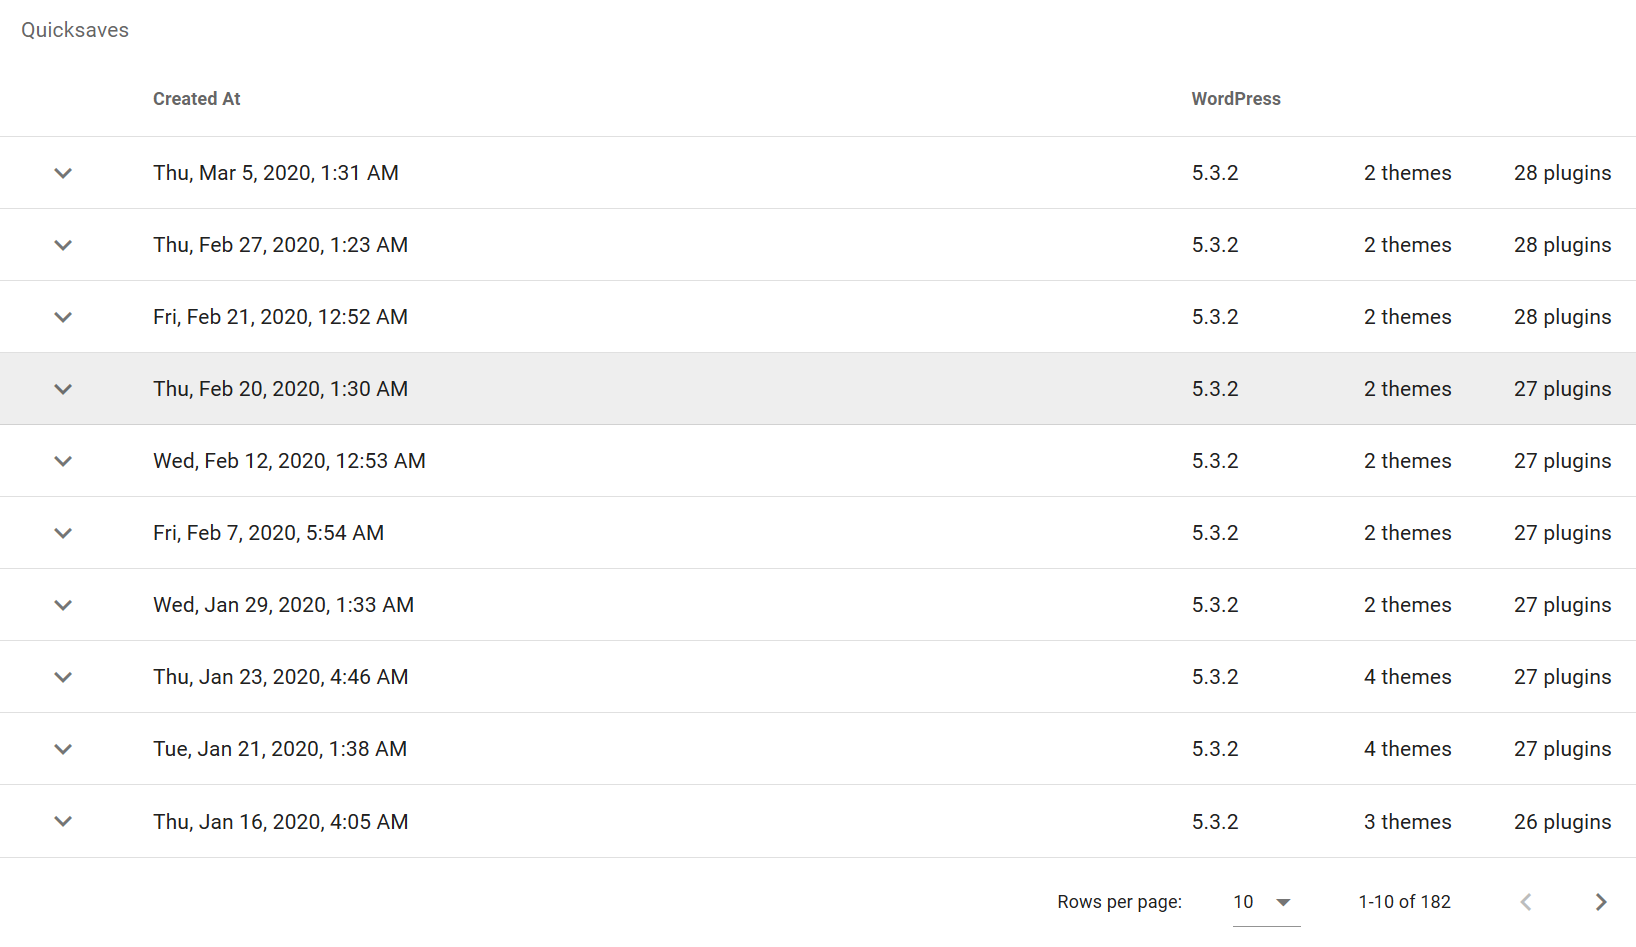 Quicksaves
Created At WordPress
Thu, Mar 5, 2020, 1:31 AM 5.3.2 2 themes 28 plugins
Thu, Feb 27, 2020, 1:23 AM 5.3.2 2 themes 28 plugins
Fri, Feb 21, 2020, 12:52 AM 5.3.2 2 themes 28 plugins
Thu, Feb 20, 2020, 1:30 AM 5.3.2 2 themes 27 plugins
Wed, Feb 12, 2020, 12:53 AM 5.3.2 2 themes 27 plugins
Fri, Feb 7, 2020, 5:54 AM 5.3.2 2 themes 27 plugins
Wed, Jan 29, 2020, 1:33 AM 5.3.2 2 themes 27 plugins
Thu, Jan 23, 2020, 4:46 AM 5.3.2 4 themes 27 plugins
Tue, Jan 21, 2020, 1:38 AM 5.3.2 4 themes 27 plugins
Thu, Jan 16, 2020, 4:05 AM 5.3.2 3 themes 26 plugins
Rows per page: 10 1-10 of 182